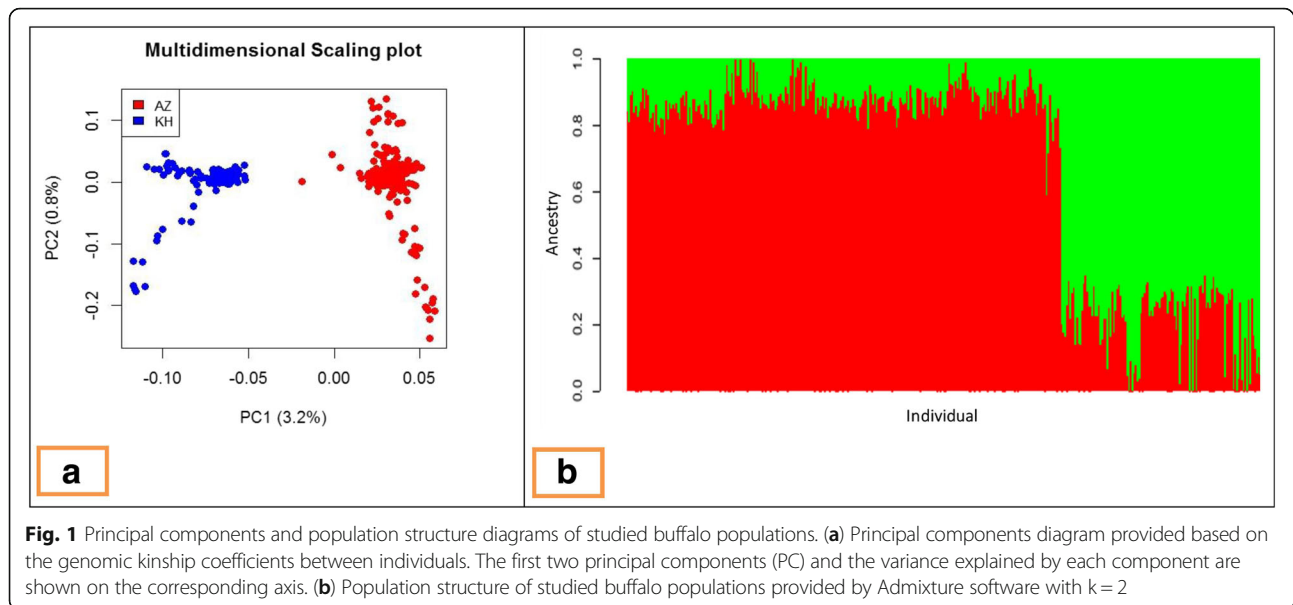 Multidimensional Scaling plot
AZ
KH
0.1
0.0
-0.1
-0.2
PC2 (0.8%)
-0.10
-0.05
0.00
0.05
PC1 (3.2%)
a
1.0
0.8
0.6
0.4
0.2
0.0
Ancestry
Individual
b
Fig. 1 Principal components and population structure diagrams of studied buffalo populations. (a) Principal components diagram provided based on
the genomic kinship coefficients between individuals. The first two principal components (PC) and the variance explained by each component are
shown on the corresponding axis. (b) Population structure of studied buffalo populations provided by Admixture software with k = 2